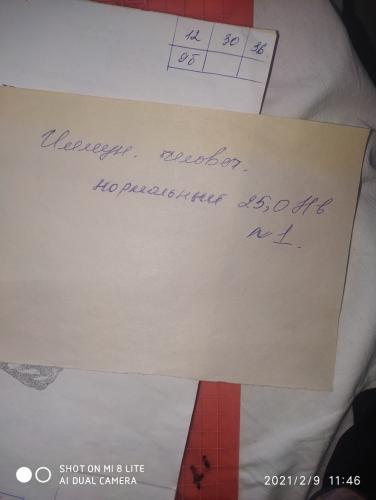 12 30 36
96
Иммун. человеч.
нормальный 25,0 Н в
№1.
SHOT ON MI 8 LITE
AI DUAL CAMERA
2021/2/9 11:46